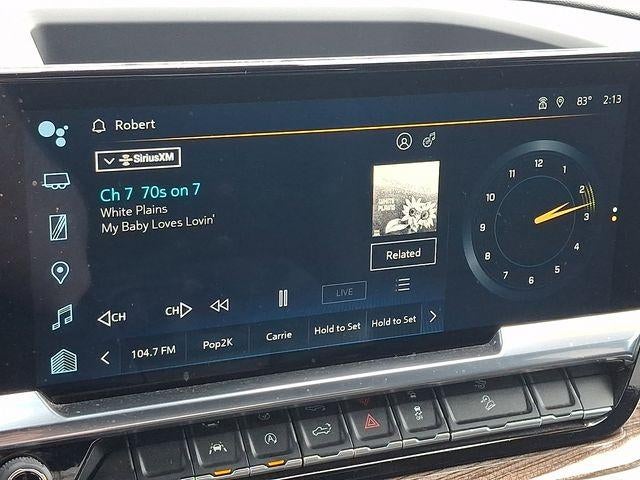 Robert
83° 2:13
SiriusXM
Ch 7 70s on 7
White Plains
My Baby Loves Lovin'
WHITE
PLAINS
Related
CH
CH
LIVE
104.7 FM Pop2K Carrie Hold to Set Hold to Set
12
1
2
3
4
5
6
7
8
9
10
11